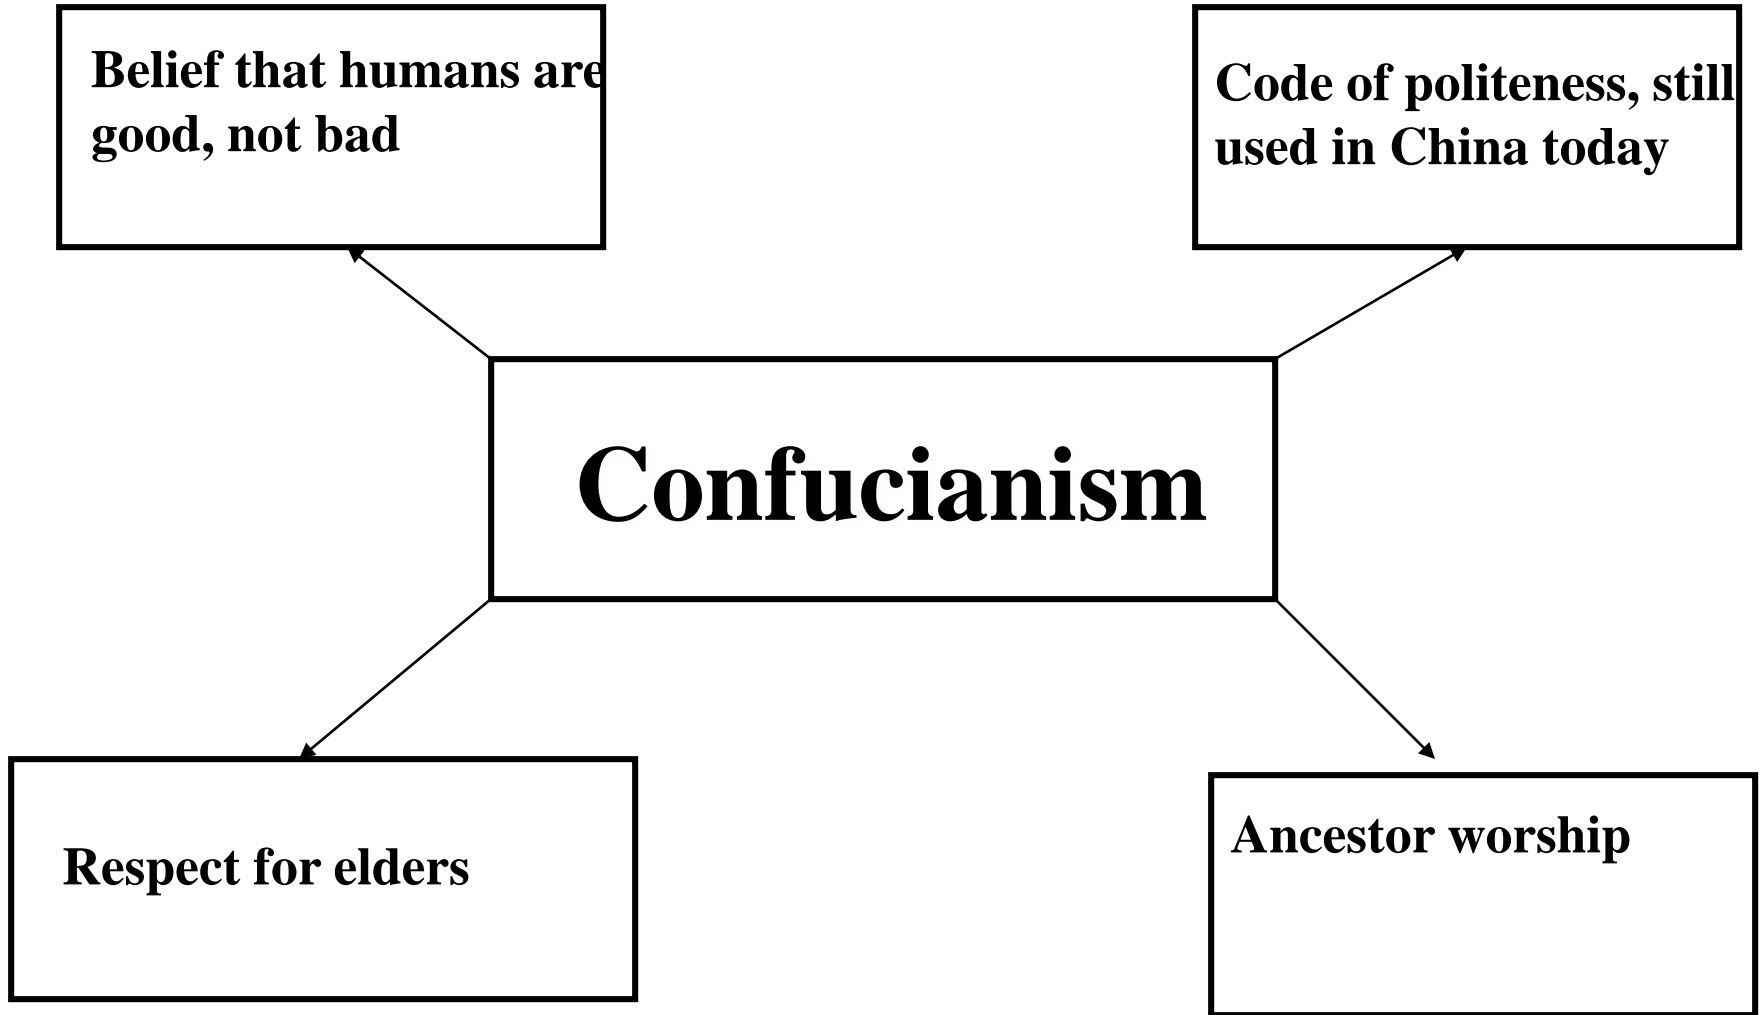 Belief that humans are
good, not bad
Code of politeness, still
used in China today
Confucianism
Respect for elders
Ancestor worship